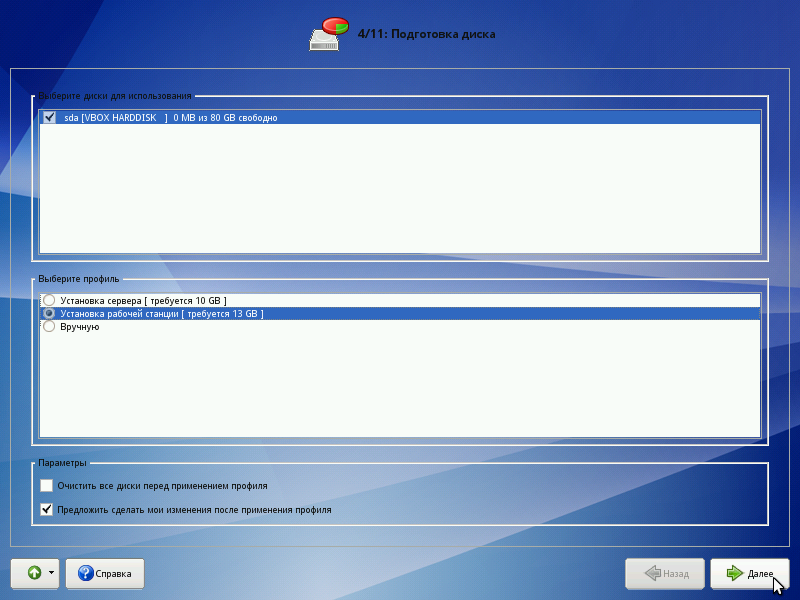 4/11: Подготовка диска
Выберите диски для использования
sda [VBOX HARDDISK ] 0 MB из 80 GB свободно
Выберите профиль
Установка сервера [ требуется 10 GB ]
Установка рабочей станции [ требуется 13 GB ]
Вручную
Параметры
Очистить все диски перед применением профиля
Предложить сделать мои изменения после применения профиля
Справка
Назад
Далее